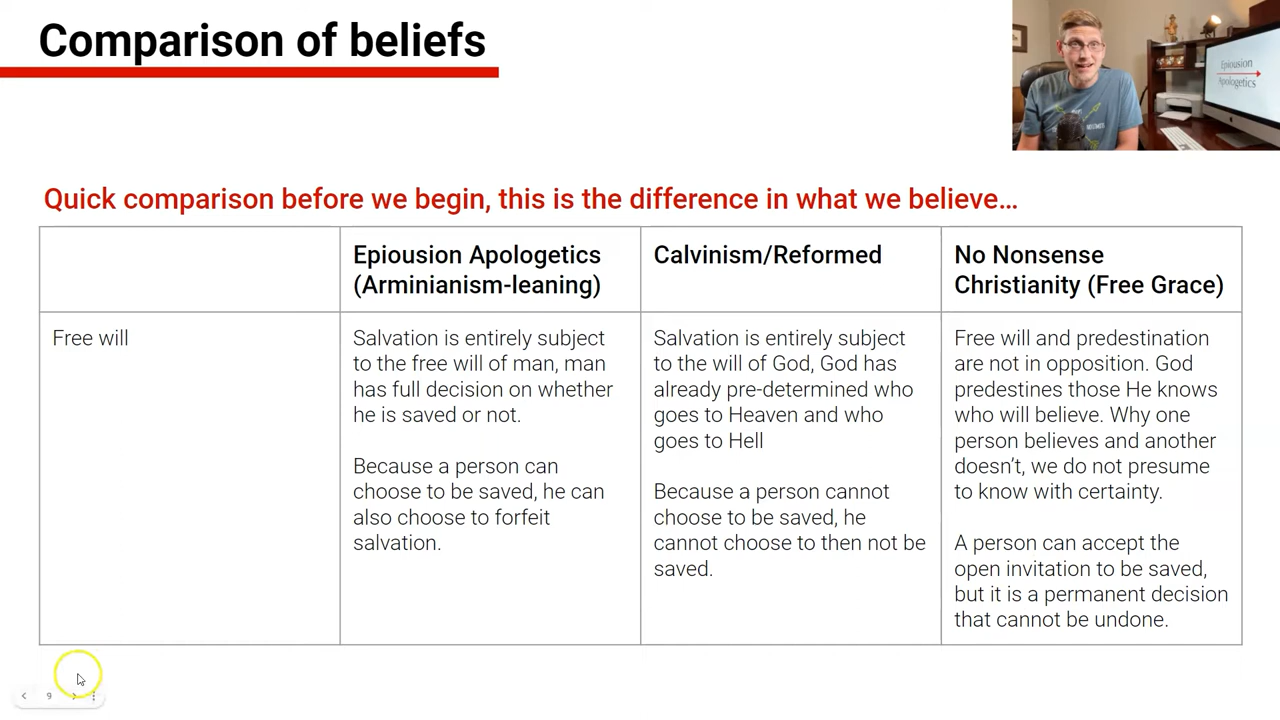 Comparison of beliefs
Epiousion
Apologetics
Quick comparison before we begin, this is the difference in what we believe…
Epiousion Apologetics
(Arminianism-leaning)
Calvinism/Reformed
No Nonsense
Christianity (Free Grace)
Free will
Salvation is entirely subject
to the free will of man, man
has full decision on whether
he is saved or not.
Because a person can
choose to be saved, he can
also choose to forfeit
salvation.
Salvation is entirely subject
to the will of God, God has
already pre-determined who
goes to Heaven and who
goes to Hell
Because a person cannot
choose to be saved, he
cannot choose to then not be
saved.
Free will and predestination
are not in opposition. God
predestines those He knows
who will believe. Why one
person believes and another
doesn’t, we do not presume
to know with certainty.
A person can accept the
open invitation to be saved,
but it is a permanent decision
that cannot be undone.
9